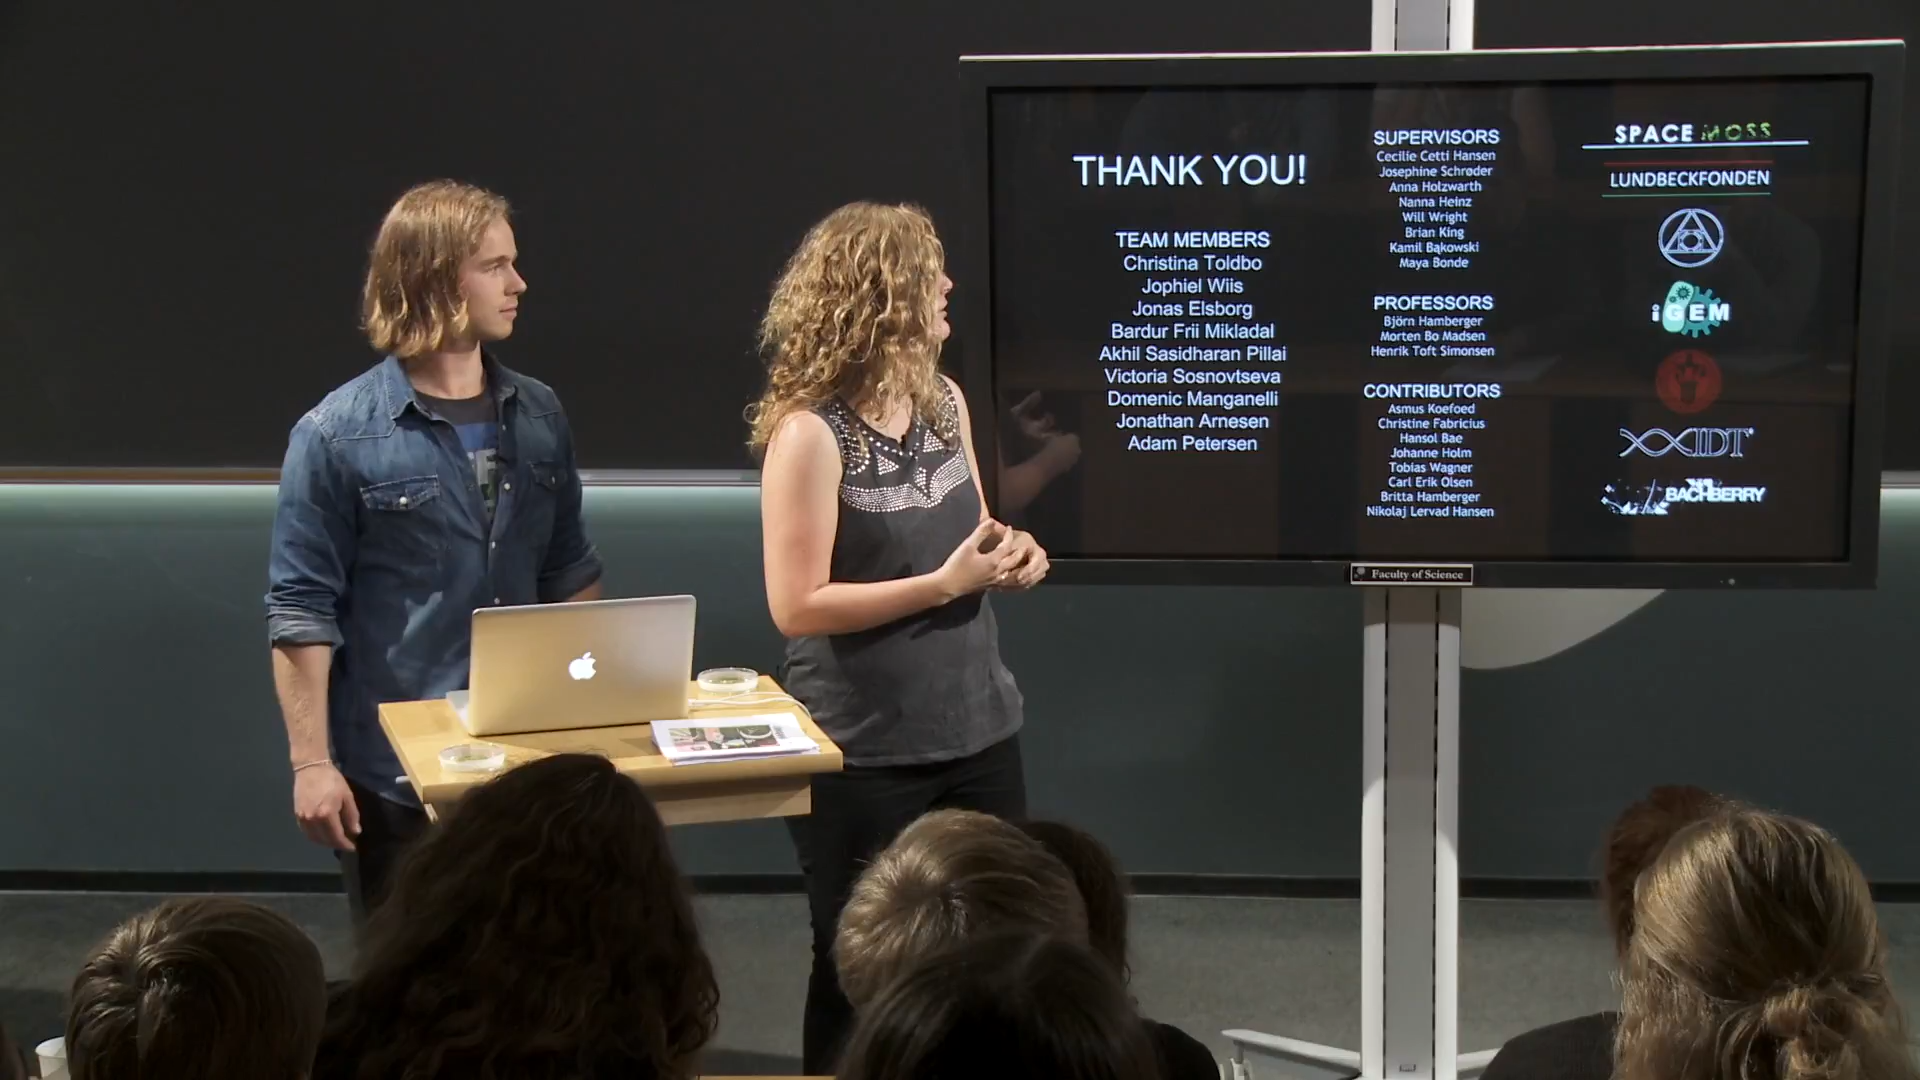 THANK YOU!
TEAM MEMBERS
Christina Toldbo
Jophiel Wiis
Jonas Elsborg
Bardur Frii Mikladal
Akhil Sasidharan Pillai
Victoria Sosnovtseva
Domenic Manganelli
Jonathan Arnesen
Adam Petersen
SUPERVISORS
Cecilie Cetti Hansen
Josephine Schrøder
Anna Holzwarth
Nanna Heinz
Will Wright
Brian King
Kamil Bąkowski
Maya Bonde
PROFESSORS
Björn Hamberger
Morten Bo Madsen
Henrik Toft Simonsen
CONTRIBUTORS
Asmus Koefoed
Christine Fabricius
Hansol Bae
Johanne Holm
Tobias Wagner
Carl Erik Olsen
Britta Hamberger
Nikolaj Lervad Hansen
SPACE MOSS
LUNDBECKFONDEN
iGEM
IDT
BACHBERRY
Faculty of Science